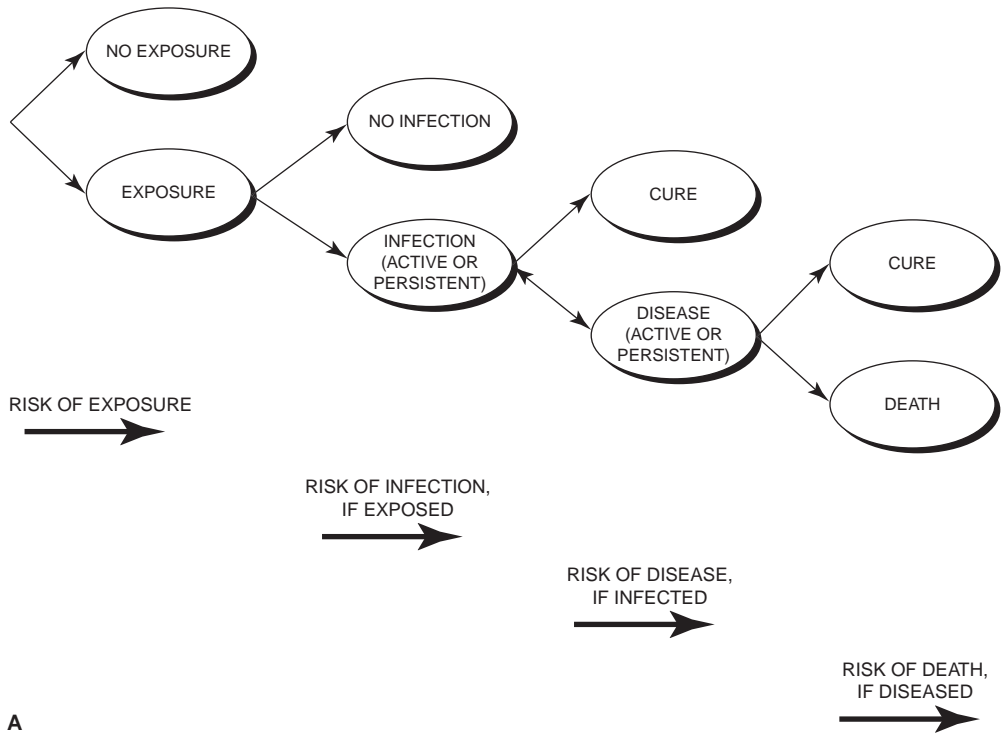 NO EXPOSURE
NO INFECTION
EXPOSURE
CURE
INFECTION
(ACTIVE OR
PERSISTENT)
CURE
DISEASE
(ACTIVE OR
PERSISTENT)
DEATH
RISK OF EXPOSURE
RISK OF INFECTION,
IF EXPOSED
RISK OF DISEASE,
IF INFECTED
RISK OF DEATH,
IF DISEASED
A